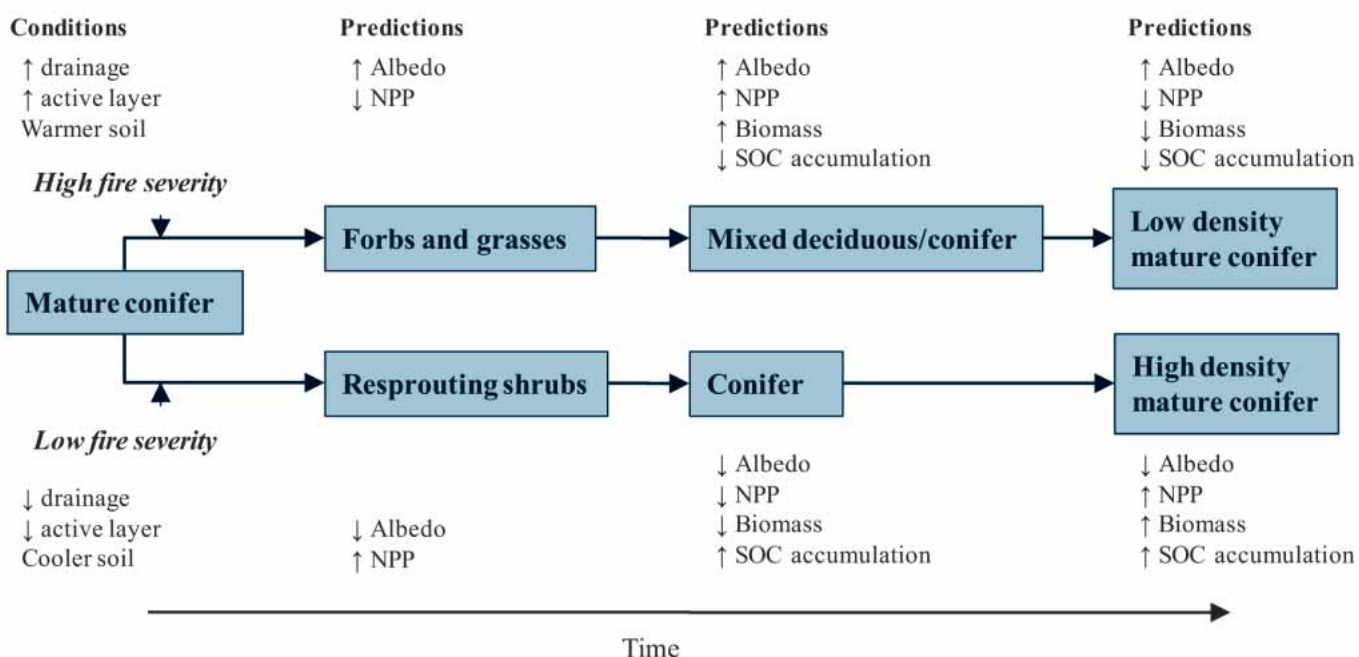 Conditions
↑ drainage
↑ active layer
Warmer soil
Predictions
↑ Albedo
↓ NPP
Predictions
↑ Albedo
↑ NPP
↑ Biomass
↓ SOC accumulation
Predictions
↑ Albedo
↓ NPP
↓ Biomass
↓ SOC accumulation
High fire severity
Mature conifer
Forbs and grasses
Mixed deciduous/conifer
Low density
mature conifer
Resprouting shrubs
Conifer
High density
mature conifer
Low fire severity
↓ drainage
↓ active layer
Cooler soil
↓ Albedo
↑ NPP
↓ Albedo
↓ NPP
↓ Biomass
↑ SOC accumulation
↓ Albedo
↑ NPP
↑ Biomass
↑ SOC accumulation
Time